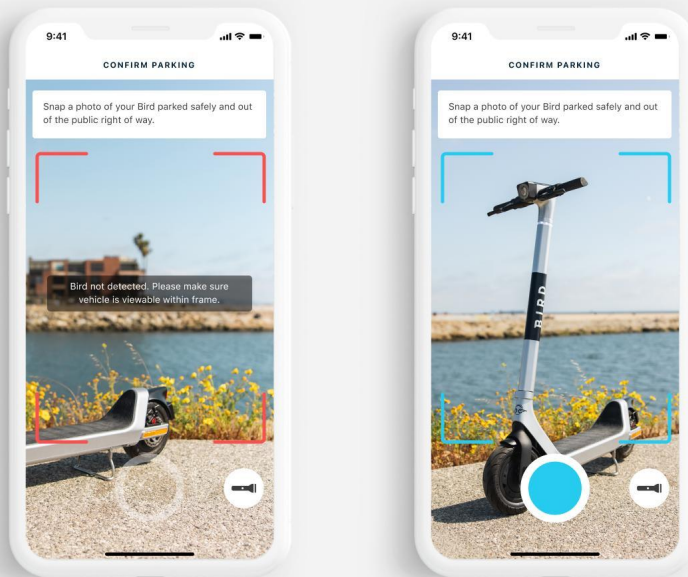 9:41
CONFIRM PARKING
Snap a photo of your Bird parked safely and out
of the public right of way.
Bird not detected. Please make sure
vehicle is viewable within frame.
9:41
CONFIRM PARKING
Snap a photo of your Bird parked safely and out
of the public right of way.
BIRD